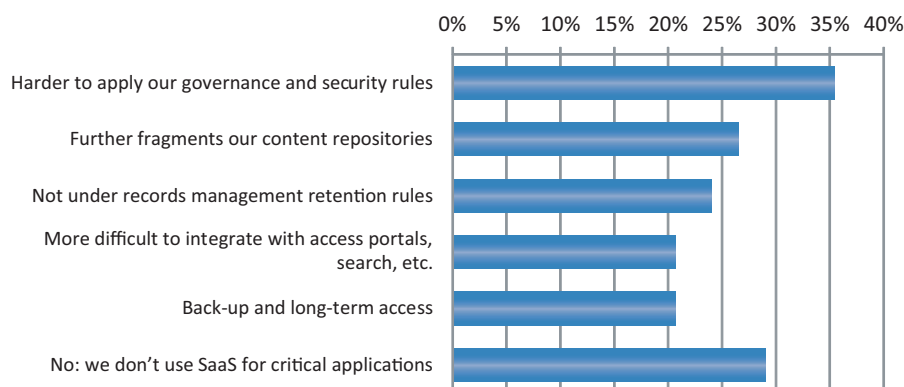 0% 5% 10% 15% 20% 25% 30% 35% 40%
Harder to apply our governance and security rules
Further fragments our content repositories
Not under records management retention rules
More difficult to integrate with access portals,
search, etc.
Back-up and long-term access
No: we don’t use SaaS for critical applications